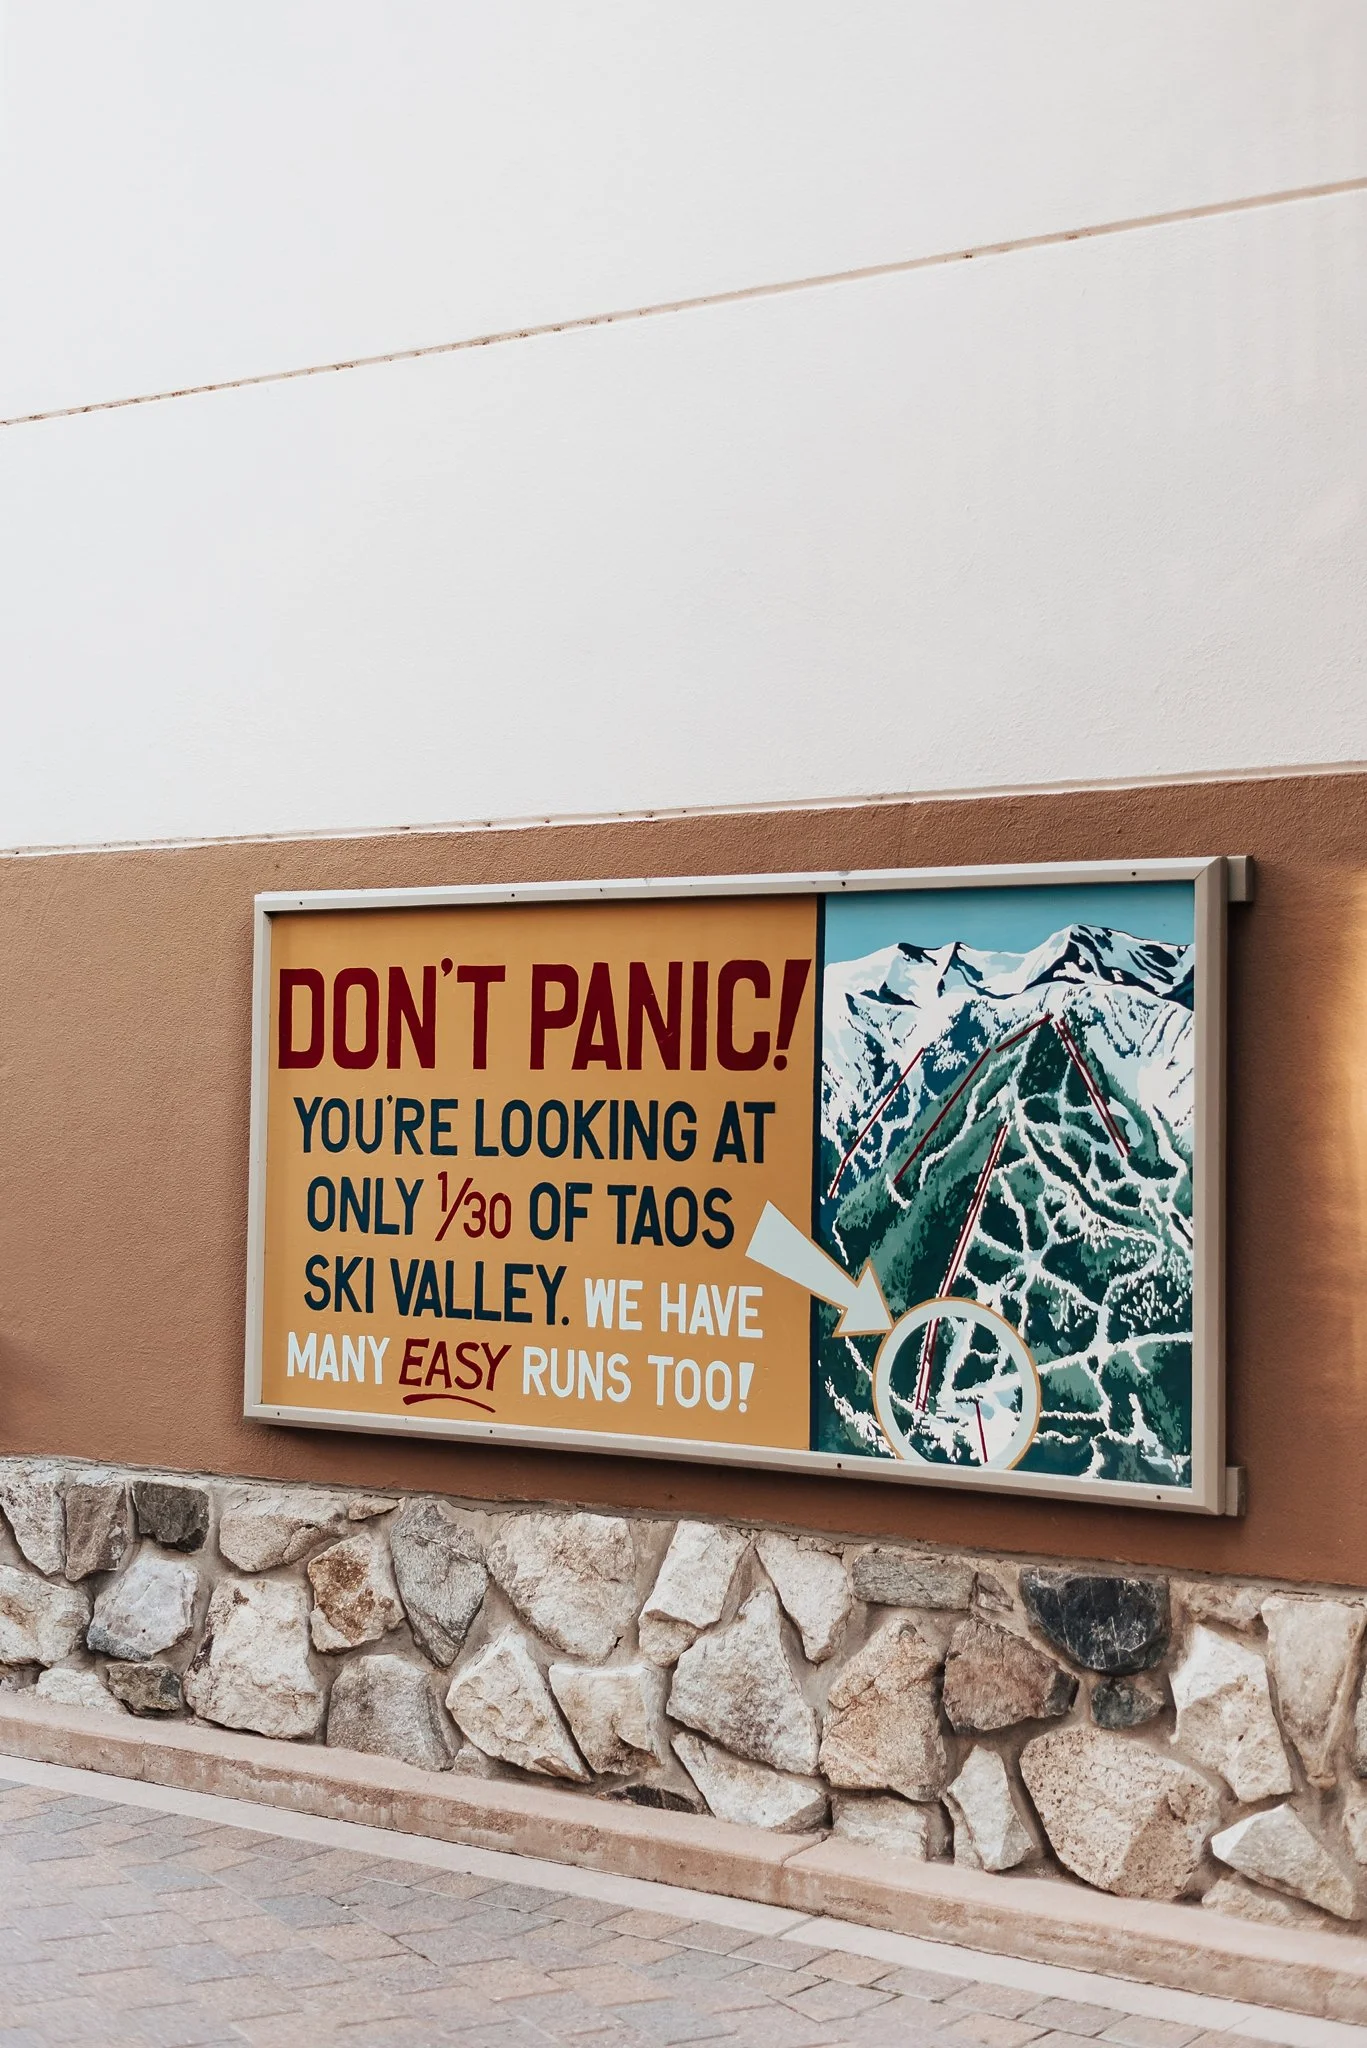 DON'T PANIC!
YOU'RE LOOKING AT
ONLY 1/30 OF TAOS
SKI VALLEY. WE HAVE
MANY EASY RUNS TOO!